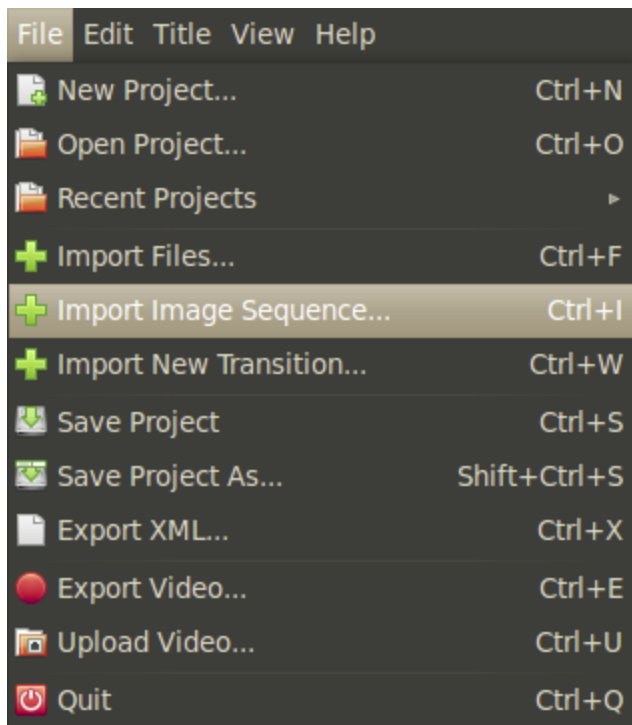 File Edit Title View Help
New Project... Ctrl+N
Open Project... Ctrl+O
Recent Projects
Import Files... Ctrl+F
Import Image Sequence... Ctrl+I
Import New Transition... Ctrl+W
Save Project Ctrl+S
Save Project As... Shift+Ctrl+S
Export XML... Ctrl+X
Export Video... Ctrl+E
Upload Video... Ctrl+U
Quit Ctrl+Q